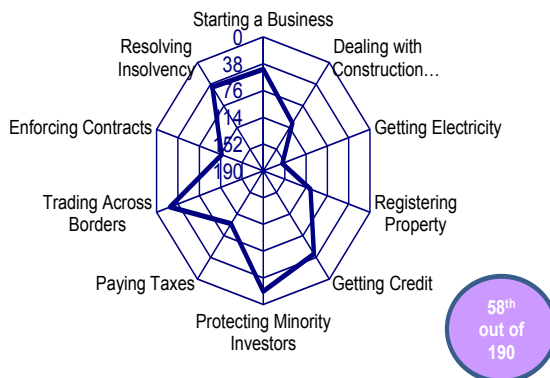 Starting a Business
0
38
76
114
152
190
Dealing with
Construction…
Getting Electricity
Registering
Property
Getting Credit
Protecting Minority
Investors
Paying Taxes
Trading Across
Borders
Enforcing Contracts
Resolving
Insolvency
58th
out of
190